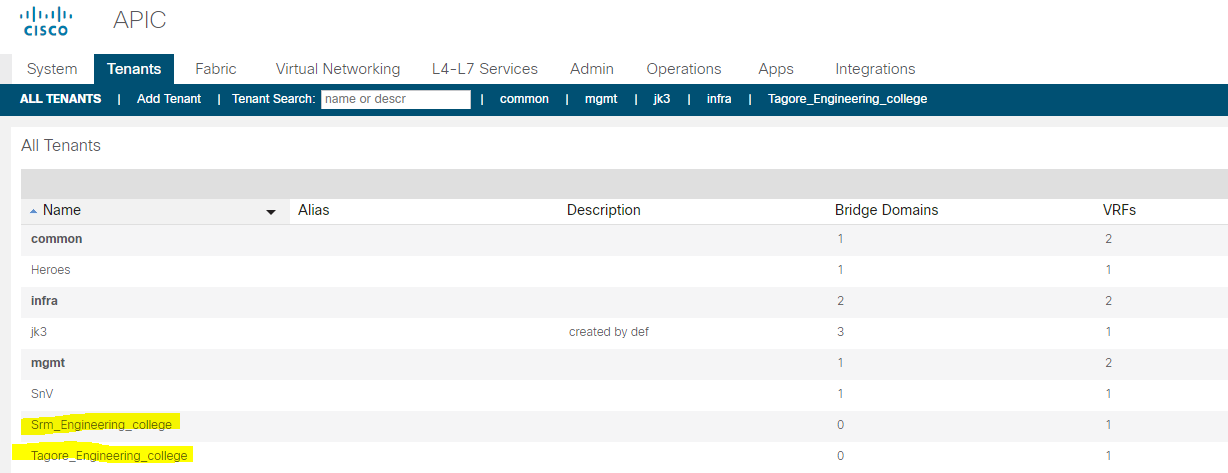 CISCO APIC
System Tenants Fabric Virtual Networking L4-L7 Services Admin Operations Apps Integrations
ALL TENANTS | Add Tenant | Tenant Search: name or descr | common | mgmt | jk3 | infra | Tagore_Engineering_college
All Tenants
Name Alias Description Bridge Domains VRFs
common 1 2
Heroes 1 1
infra 2 2
jk3 created by def 3 1
mgmt 1 2
SnV 1 1
Srm_Engineering_college 0 1
Tagore_Engineering_college 0 1